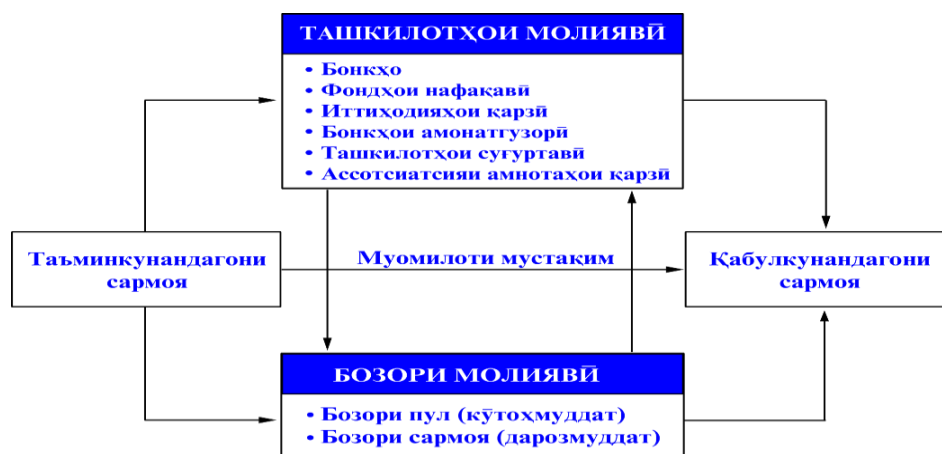 ТАШКИЛОТҲОИ МОЛИЯВӢ
• Бонкҳо
• Фондҳои нафақавӣ
• Иттиҳодияҳои қарзӣ
• Бонкҳои амонатгузорӣ
• Ташкилотҳои суғуртавӣ
• Ассотсиатсияи амнотаҳои қарзӣ
Таъминкунандагони
сармоя
Муомилоти мустақим
Қабулкунандагони
сармоя
БОЗОРИ МОЛИЯВӢ
• Бозори пул (кӯтоҳмуддат)
• Бозори сармоя (дарозмуддат)